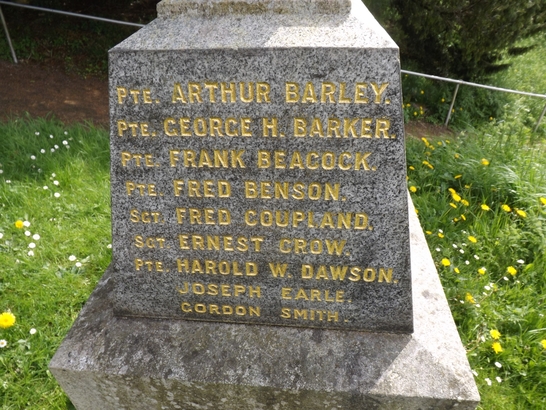 PTE. ARTHUR BARLEY.
PTE. GEORGE H. BARKER.
PTE. FRANK BEACOCK.
PTE. FRED BENSON.
SGT. FRED COUPLAND.
SGT ERNEST CROW.
PTE. HAROLD W. DAWSON.
JOSEPH EARLE.
GORDON SMITH.